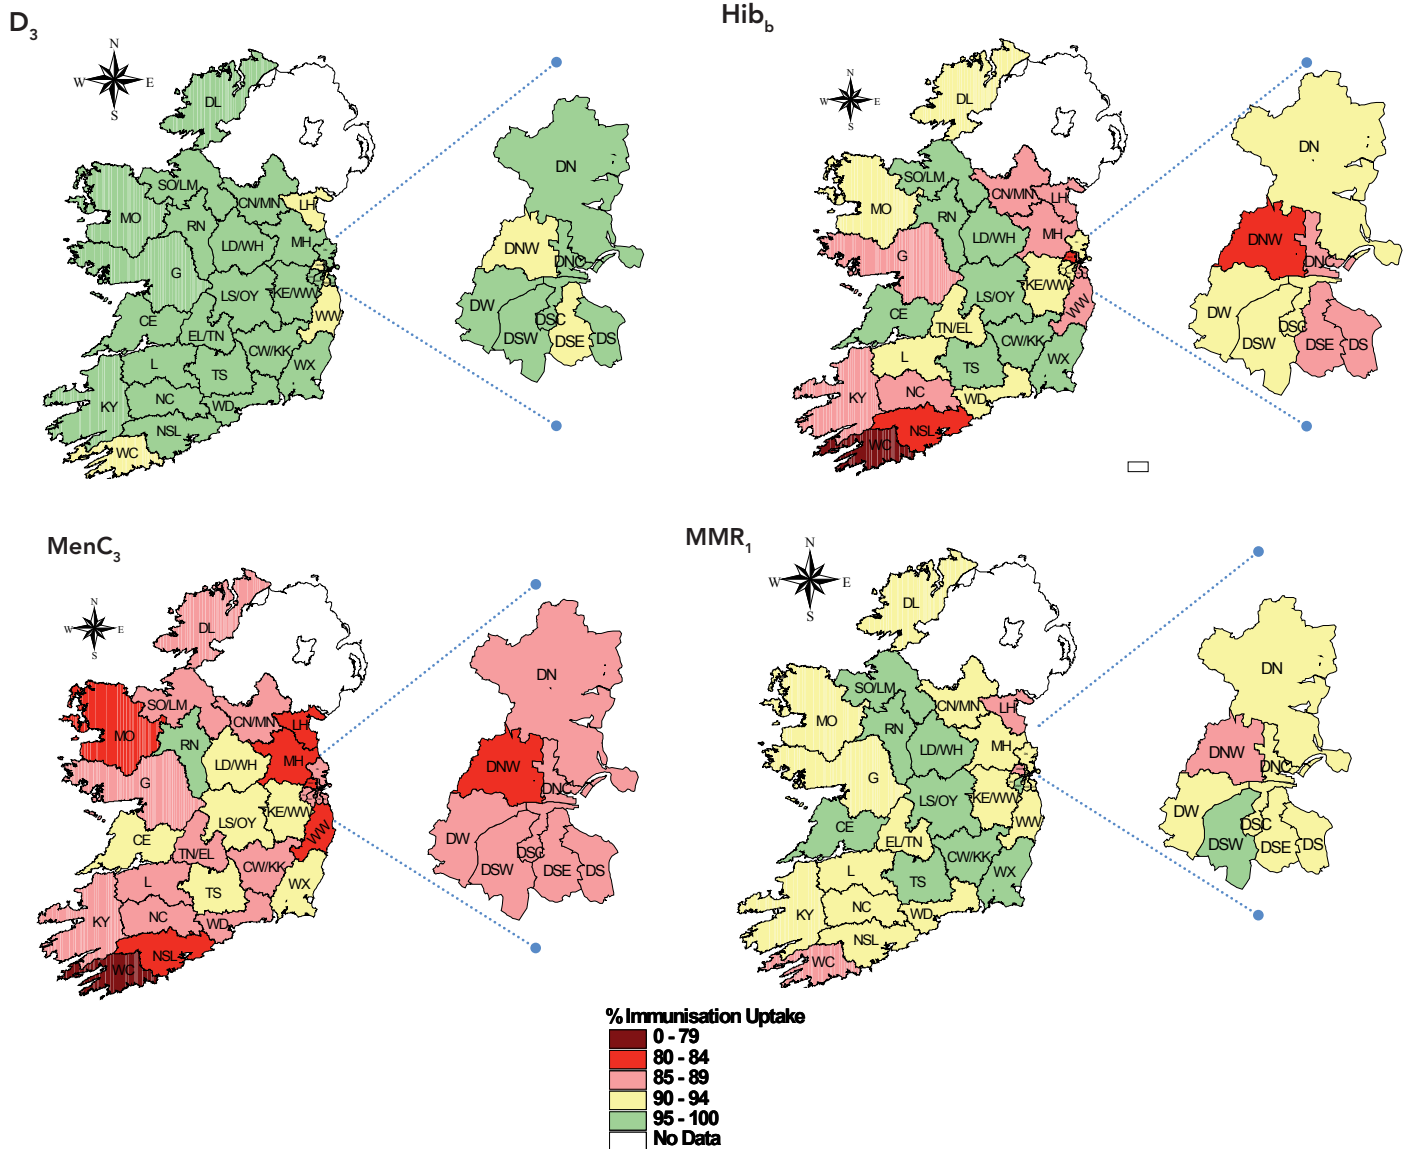 D3
N
W E
S
DL
SO/LM
CN/MN
LH
MO
RN
LD/WH
MH
G
LS/OY
KE/WW
WW
CE
EL/TN
CW/KK
L
TS
WX
KY
NC
WD
NSL
WC
DN
DNW
DNC
DW
DSW
DSC
DSE
DS
Hibb
N
W E
S
DL
SO/LM
CN/MN
LH
MO
RN
LD/WH
MH
G
LS/OY
KE/WW
WW
CE
TN/EL
CW/KK
L
TS
WX
KY
NC
WD
NSL
WC
DN
DNW
DNC
DW
DSW
DSC
DSE
DS
MenC3
N
W E
S
DL
SO/LM
CN/MN
LH
MO
RN
LD/WH
MH
G
LS/OY
KE/WW
WW
CE
TN/EL
CW/KK
L
TS
WX
KY
NC
WD
NSL
WC
DN
DNW
DNC
DW
DSW
DSC
DSE
DS
MMR1
N
W E
S
DL
SO/LM
CN/MN
LH
MO
RN
LD/WH
MH
G
LS/OY
KE/WW
WW
CE
EL/TN
CW/KK
L
TS
WX
KY
NC
WD
NSL
WC
DN
DNW
DNC
DW
DSW
DSC
DSE
DS
% Immunisation Uptake
0 - 79
80 - 84
85 - 89
90 - 94
95 - 100
No Data